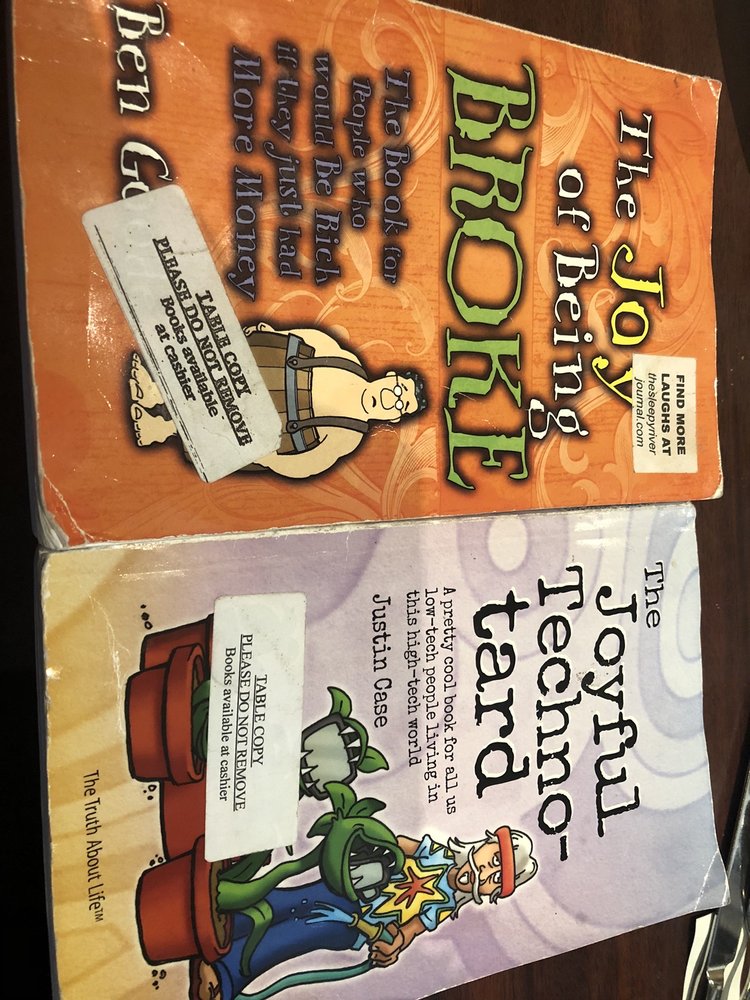 The Joy
of Being
BROKE
The Book for
People who
would Be Rich
if they just had
More Money
Ben
FIND MORE
LAUGHS AT
thesleepyriver
journal.com
TABLE COPY
PLEASE DO NOT REMOVE
Books available
at cashier
The
Joyful
Techno-
tard
A pretty cool book for all us
low-tech people living in
this high-tech world
Justin Case
TABLE COPY
PLEASE DO NOT REMOVE
Books available at cashier
The Truth About Life™